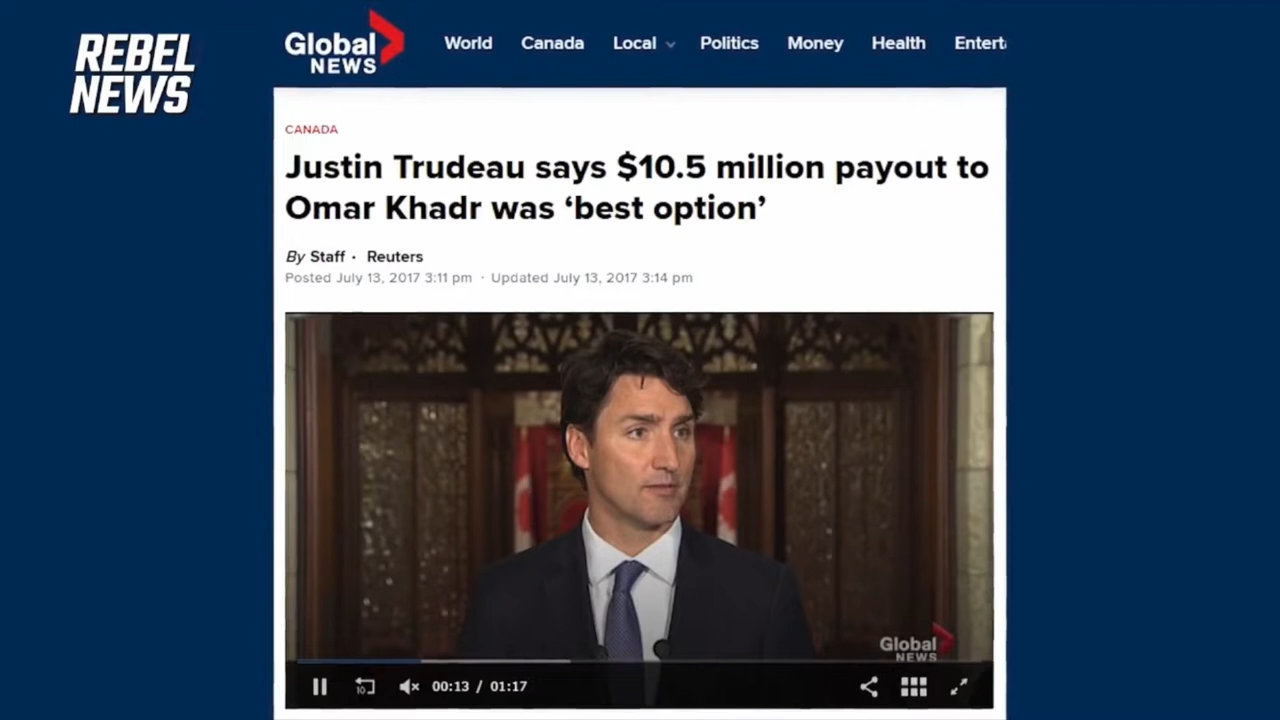 REBEL
NEWS
Global
NEWS
World Canada Local Politics Money Health Entert
CANADA
Justin Trudeau says $10.5 million payout to
Omar Khadr was ‘best option’
By Staff · Reuters
Posted July 13, 2017 3:11 pm · Updated July 13, 2017 3:14 pm
Global
NEWS
10
00:13 / 01:17